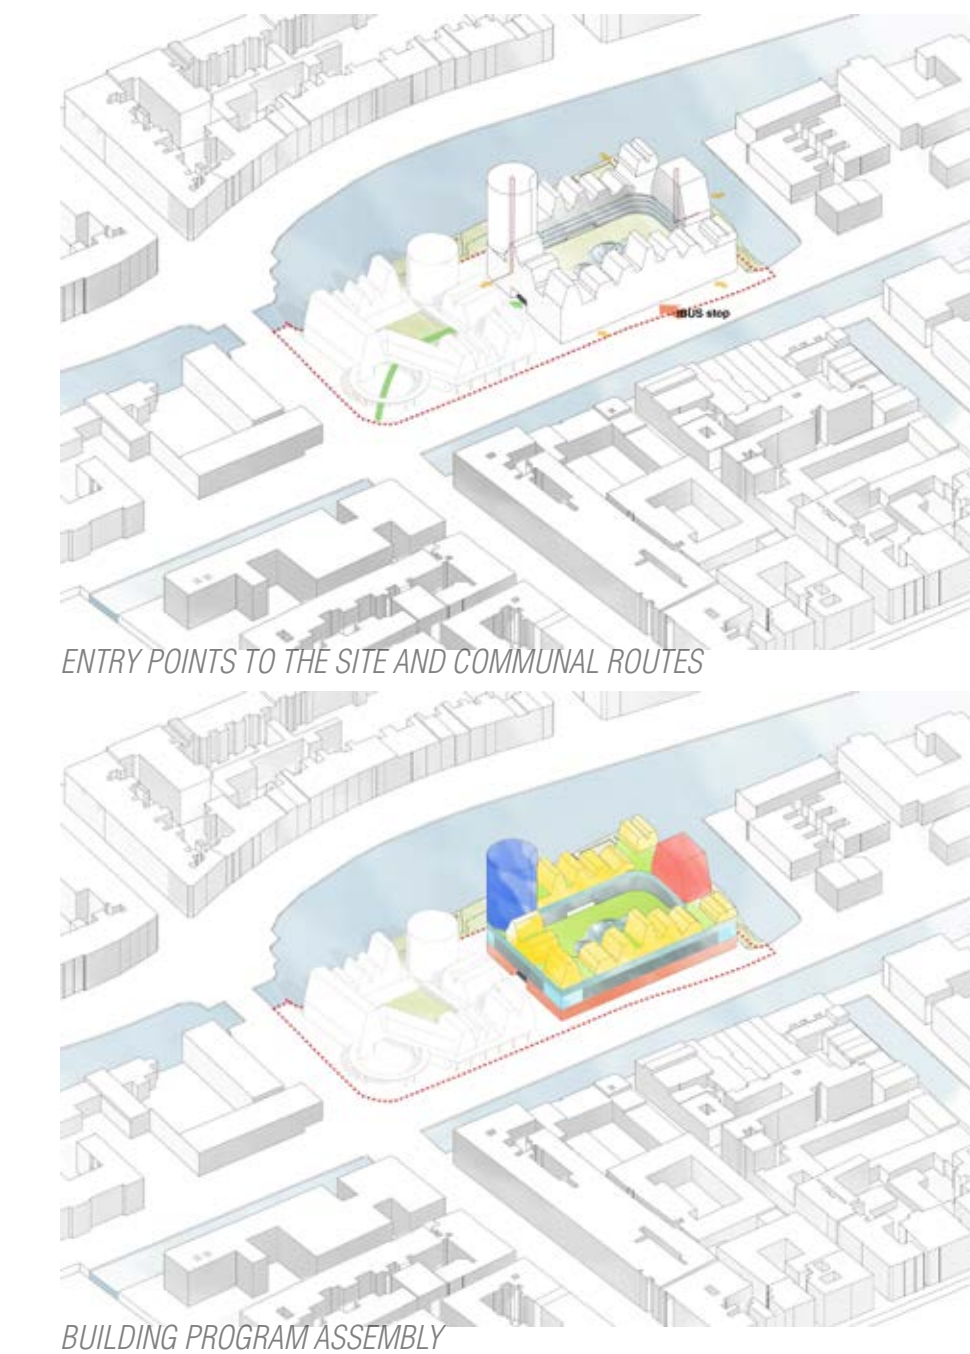 BUS stop
ENTRY POINTS TO THE SITE AND COMMUNAL ROUTES
BUILDING PROGRAM ASSEMBLY